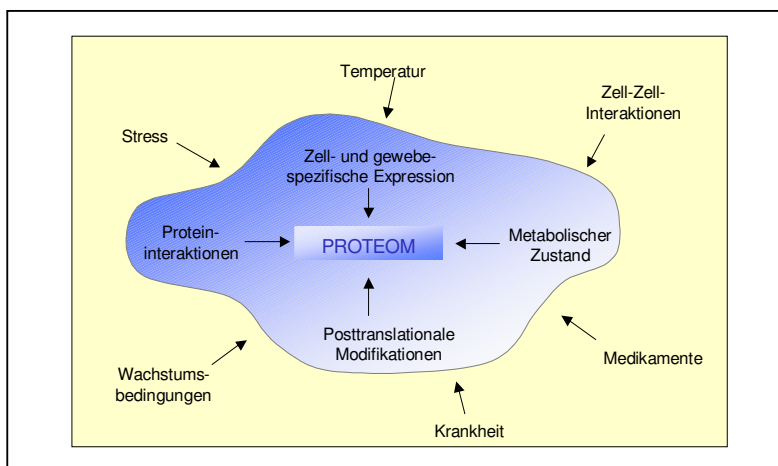 Temperatur
Zell-Zell-
Interaktionen
Stress
Zell- und gewebe-
spezifische Expression
Protein-
interaktionen
PROTEOM
Metabolischer
Zustand
Posttranslationale
Modifikationen
Medikamente
Wachstums-
bedingungen
Krankheit